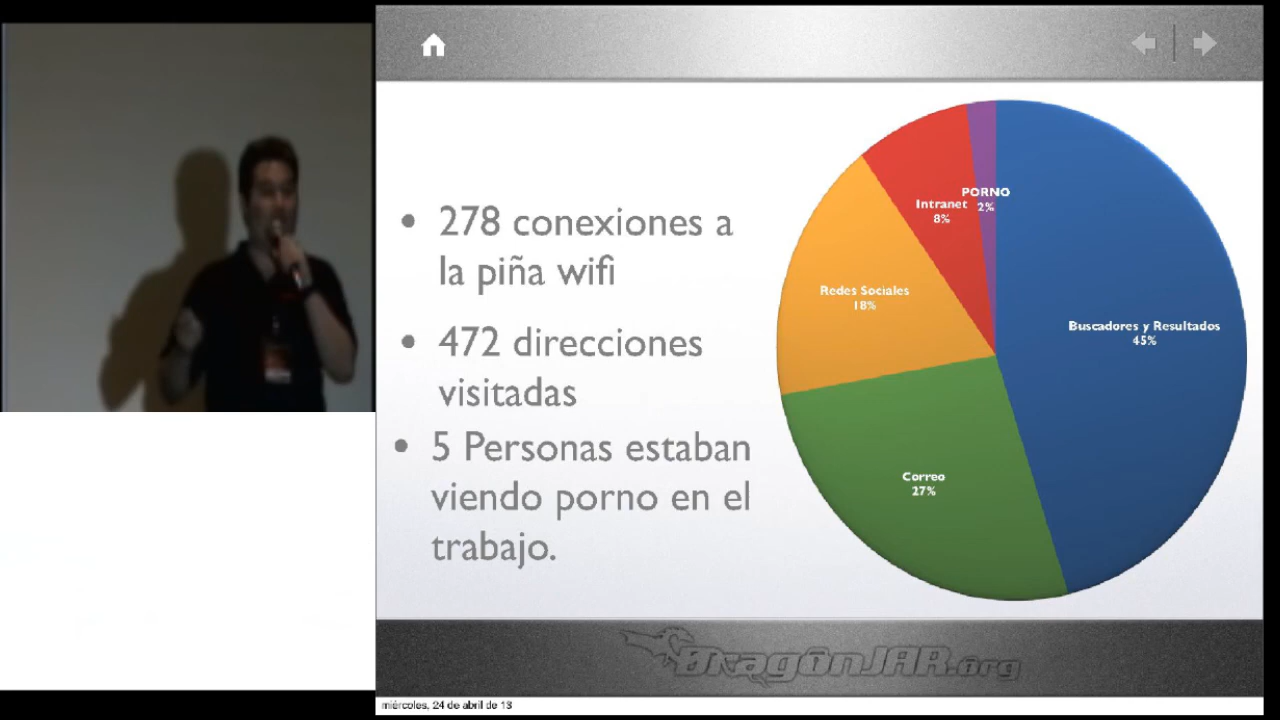 • 278 conexiones a
la piña wifi
• 472 direcciones
visitadas
• 5 Personas estaban
viendo porno en el
trabajo.
PORNO
2%
Intranet
8%
Redes Sociales
18%
Buscadores y Resultados
45%
Correo
27%
DragonJAR.org
miércoles, 24 de abril de 13